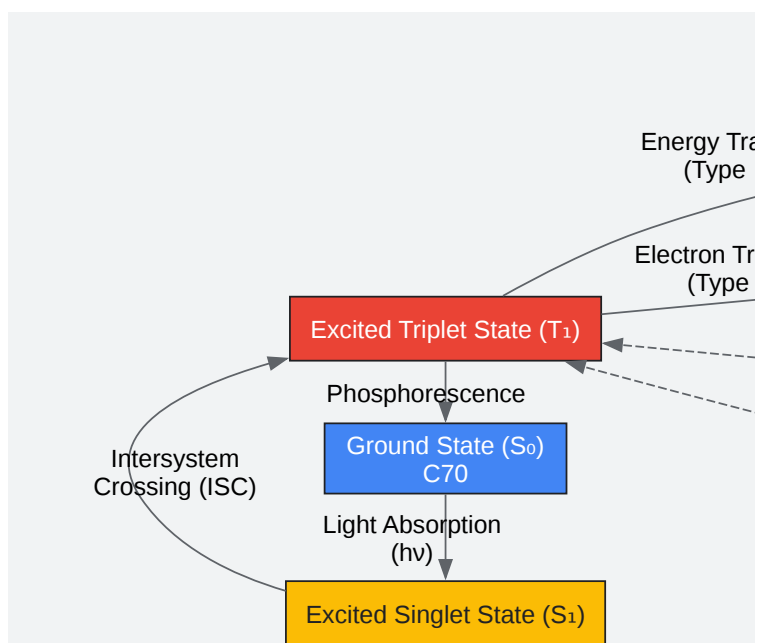 Energy Tra
(Type
Electron Tr
(Type
Excited Triplet State (T₁)
Phosphorescence
Ground State (S₀)
C70
Intersystem
Crossing (ISC)
Light Absorption
(hν)
Excited Singlet State (S₁)